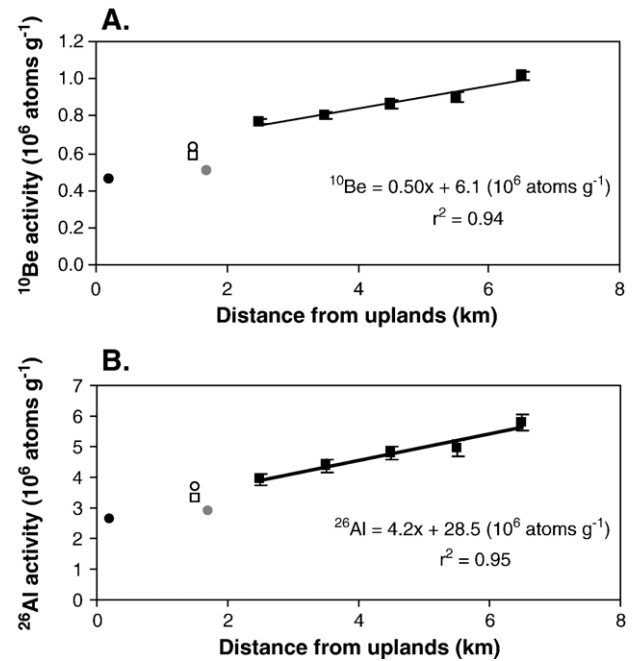 A.
¹⁰Be activity (10⁶ atoms g⁻¹)
1.2
1.0
0.8
0.6
0.4
0.2
0.0
¹⁰Be = 0.50x + 6.1 (10⁶ atoms g⁻¹)
r² = 0.94
0 2 4 6 8
Distance from uplands (km)
B.
²⁶Al activity (10⁶ atoms g⁻¹)
7
6
5
4
3
2
1
0
²⁶Al = 4.2x + 28.5 (10⁶ atoms g⁻¹)
r² = 0.95
0 2 4 6 8
Distance from uplands (km)